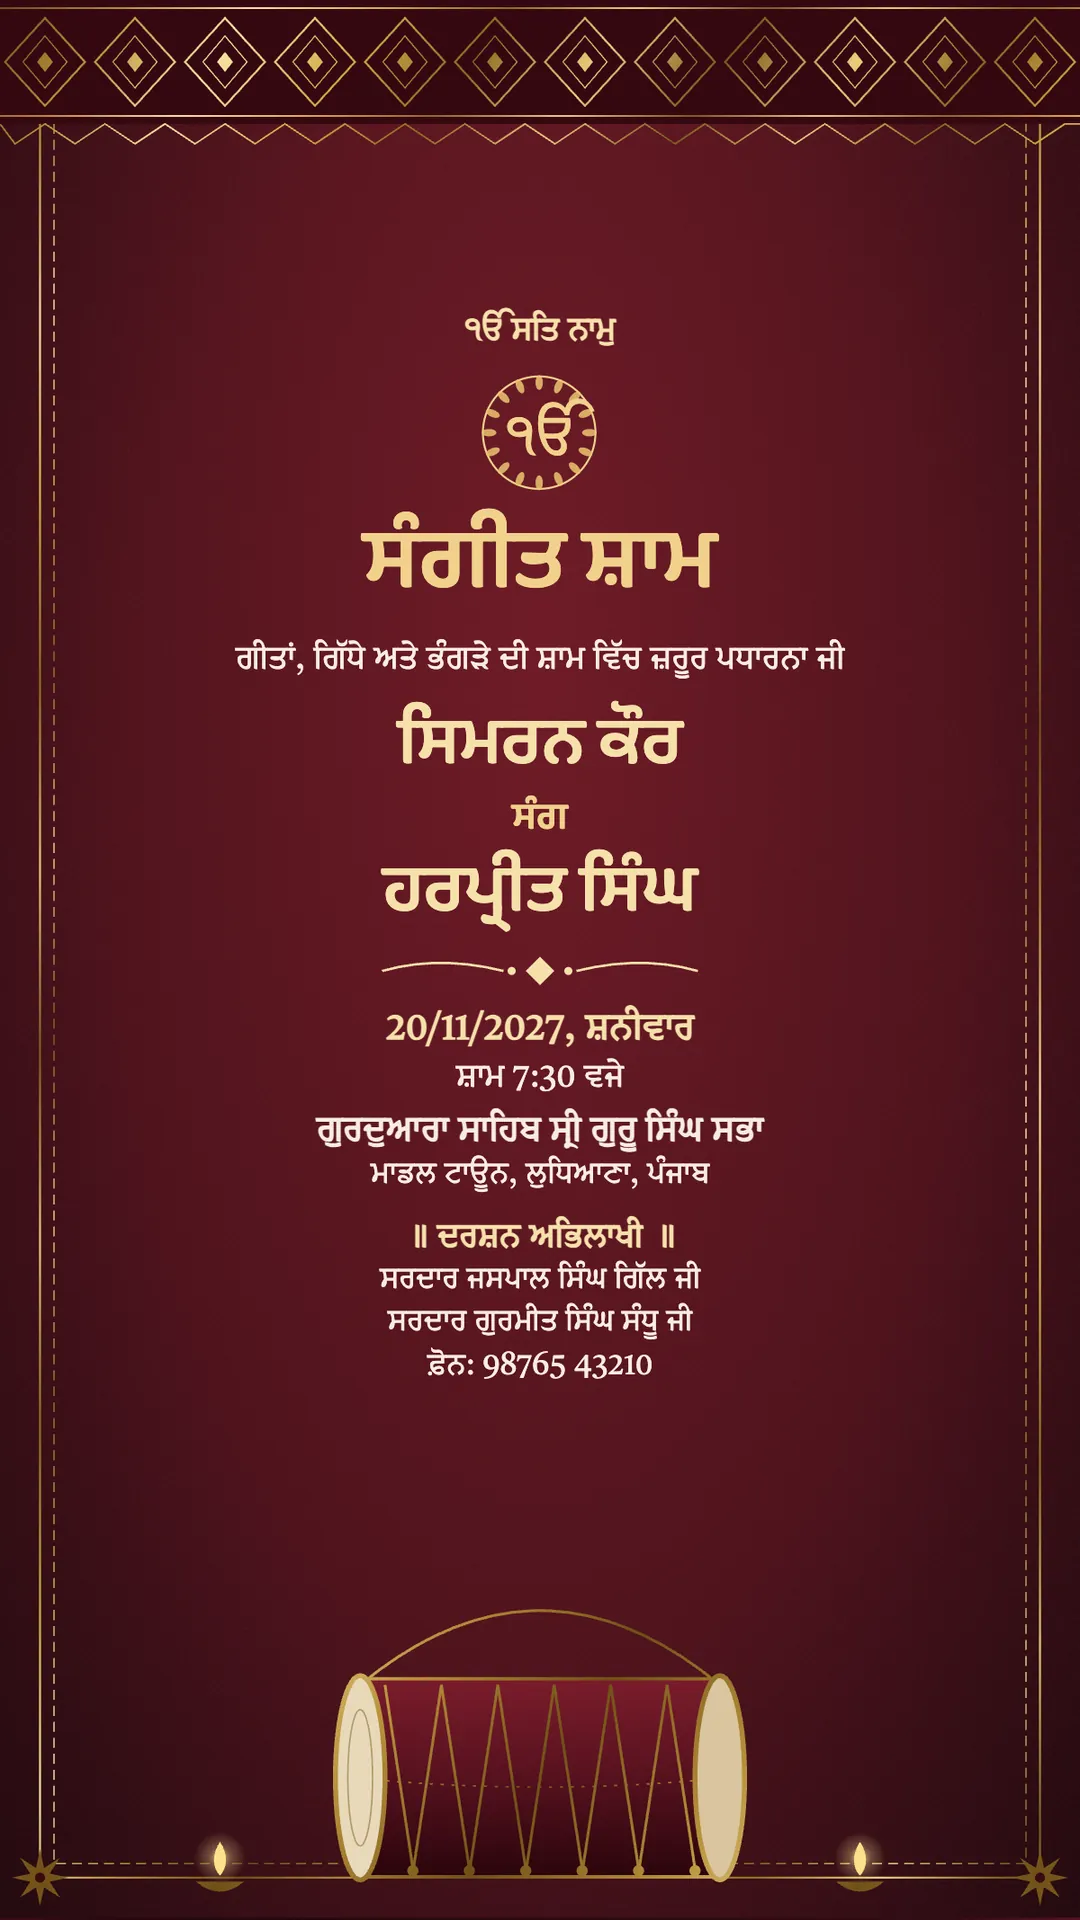 ੴ ਸਤਿ ਨਾਮੁ
ੴ
ਸੰਗੀਤ ਸ਼ਾਮ
ਗੀਤਾਂ, ਗਿੱਧੇ ਅਤੇ ਭੰਗੜੇ ਦੀ ਸ਼ਾਮ ਵਿੱਚ ਜ਼ਰੂਰ ਪਧਾਰਨਾ ਜੀ
ਸਿਮਰਨ ਕੌਰ
ਸੰਗ
ਹਰਪ੍ਰੀਤ ਸਿੰਘ
20/11/2027, ਸ਼ਨੀਵਾਰ
ਸ਼ਾਮ 7:30 ਵਜੇ
ਗੁਰਦੁਆਰਾ ਸਾਹਿਬ ਸ੍ਰੀ ਗੁਰੂ ਸਿੰਘ ਸਭਾ
ਮਾਡਲ ਟਾਊਨ, ਲੁਧਿਆਣਾ, ਪੰਜਾਬ
॥ ਦਰਸ਼ਨ ਅਭਿਲਾਖੀ ॥
ਸਰਦਾਰ ਜਸਪਾਲ ਸਿੰਘ ਗਿੱਲ ਜੀ
ਸਰਦਾਰ ਗੁਰਮੀਤ ਸਿੰਘ ਸੰਧੂ ਜੀ
ਫ਼ੋਨ: 98765 43210